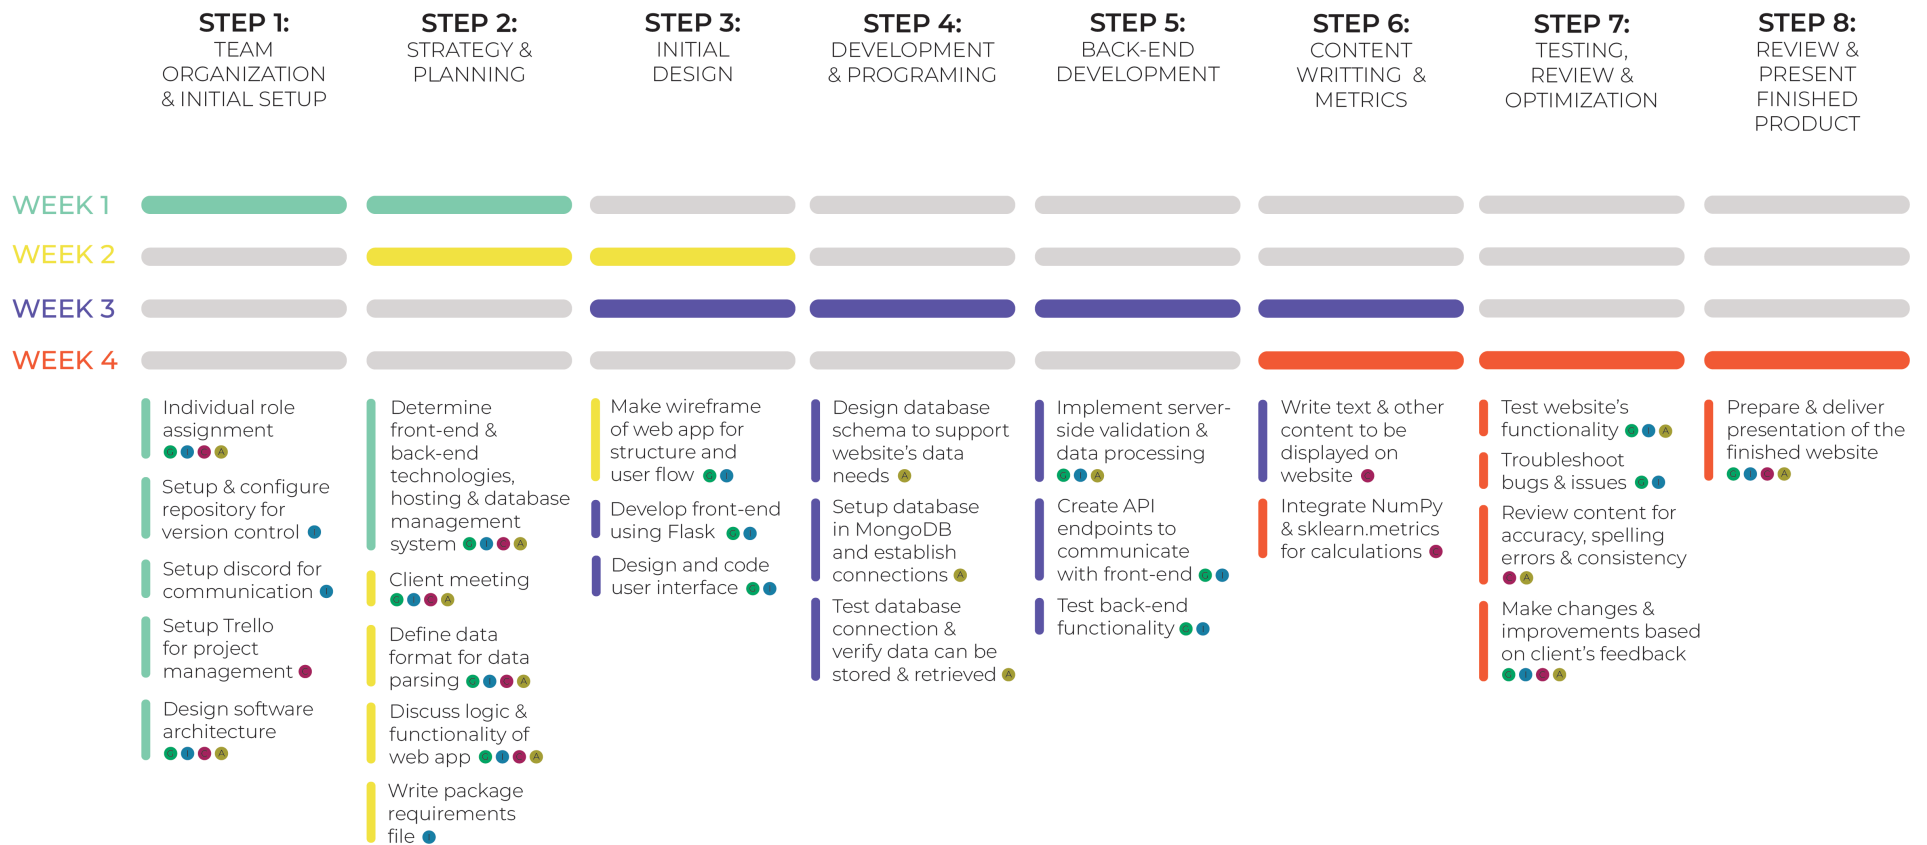 STEP 1:
TEAM
ORGANIZATION
& INITIAL SETUP
STEP 2:
STRATEGY &
PLANNING
STEP 3:
INITIAL
DESIGN
STEP 4:
DEVELOPMENT
& PROGRAMING
STEP 5:
BACK-END
DEVELOPMENT
STEP 6:
CONTENT
WRITTING &
METRICS
STEP 7:
TESTING,
REVIEW &
OPTIMIZATION
STEP 8:
REVIEW &
PRESENT
FINISHED
PRODUCT
WEEK 1
WEEK 2
WEEK 3
WEEK 4
Individual role
assignment
G I C A
Setup & configure
repository for
version control I
Setup discord for
communication I
Setup Trello
for project
management C
Design software
architecture
G I C A
Determine
front-end &
back-end
technologies,
hosting & database
management
system G I C A
Client meeting
G I C A
Define data
format for data
parsing G I C A
Discuss logic &
functionality of
web app G I C A
Write package
requirements
file I
Make wireframe
of web app for
structure and
user flow G I
Develop front-end
using Flask G I
Design and code
user interface G I
Design database
schema to support
website's data
needs A
Setup database
in MongoDB
and establish
connections A
Test database
connection &
verify data can be
stored & retrieved A
Implement server-
side validation &
data processing
G I A
Create API
endpoints to
communicate
with front-end G I
Test back-end
functionality G I
Write text & other
content to be
displayed on
website C
Integrate NumPy
& sklearn.metrics
for calculations C
Test website's
functionality G I A
Troubleshoot
bugs & issues G I
Review content for
accuracy, spelling
errors & consistency
C A
Make changes &
improvements based
on client's feedback
G I C A
Prepare & deliver
presentation of the
finished website
G I C A